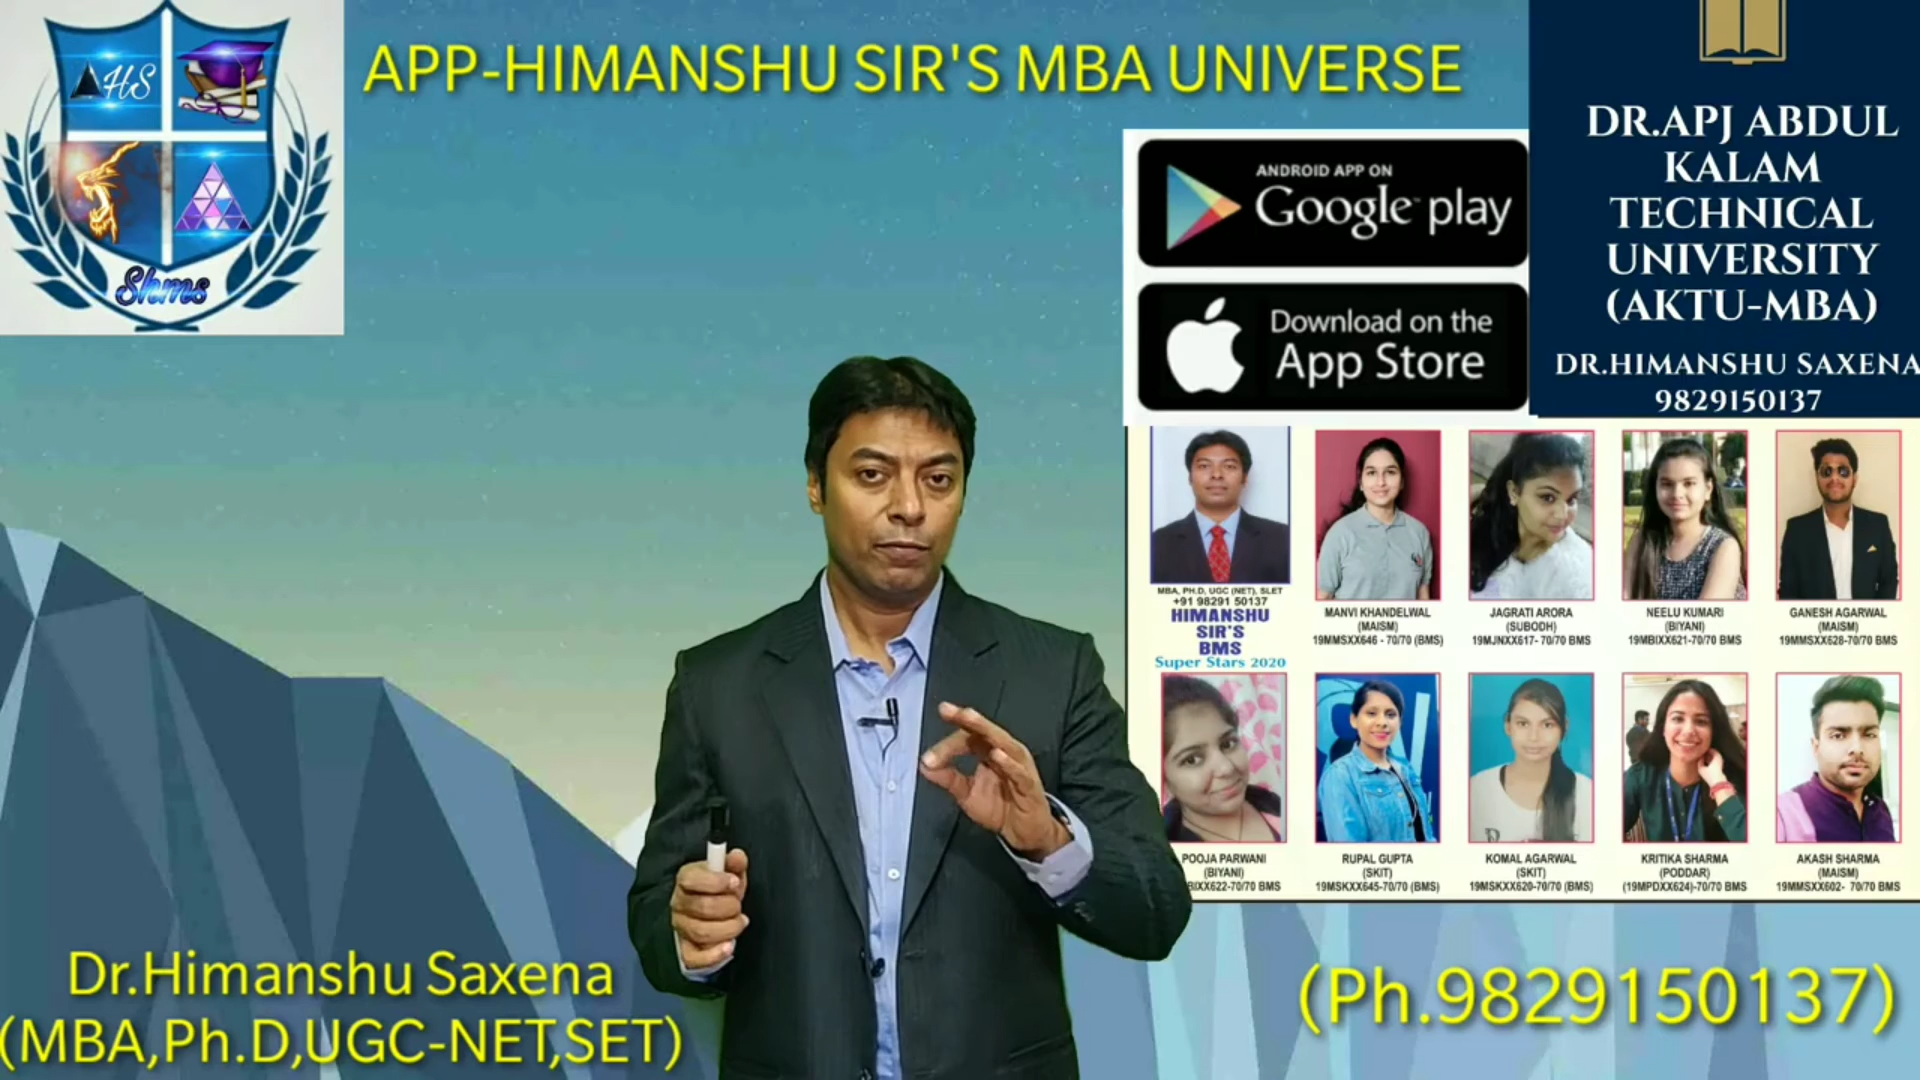 AHS
Shms
APP-HIMANSHU SIR'S MBA UNIVERSE
ANDROID APP ON
Google play
Download on the
App Store
DR.APJ ABDUL
KALAM
TECHNICAL
UNIVERSITY
(AKTU-MBA)
DR.HIMANSHU SAXENA
9829150137
MBA, PH.D, UGC (NET), SLET
+91 98291 50137
HIMANSHU
SIR'S
BMS
Super Stars 2020
MANVI KHANDELWAL
(MAISM)
19MMSXX646 - 70/70 (BMS)
JAGRATI ARORA
(SUBODH)
19MJNXX617- 70/70 BMS
NEELU KUMARI
(BIYANI)
19MBIXX621-70/70 BMS
GANESH AGARWAL
(MAISM)
19MMSXX628-70/70 BMS
POOJA PARWANI
(BIYANI)
BIXX622-70/70 BMS
RUPAL GUPTA
(SKIT)
19MSKXX645-70/70 (BMS)
KOMAL AGARWAL
(SKIT)
19MSKXX620-70/70 (BMS)
KRITIKA SHARMA
(PODDAR)
(19MPDXX624)-70/70 BMS
AKASH SHARMA
(MAISM)
19MMSXX602- 70/70 BMS
Dr.Himanshu Saxena
(MBA,Ph.D,UGC-NET,SET)
(Ph.9829150137)